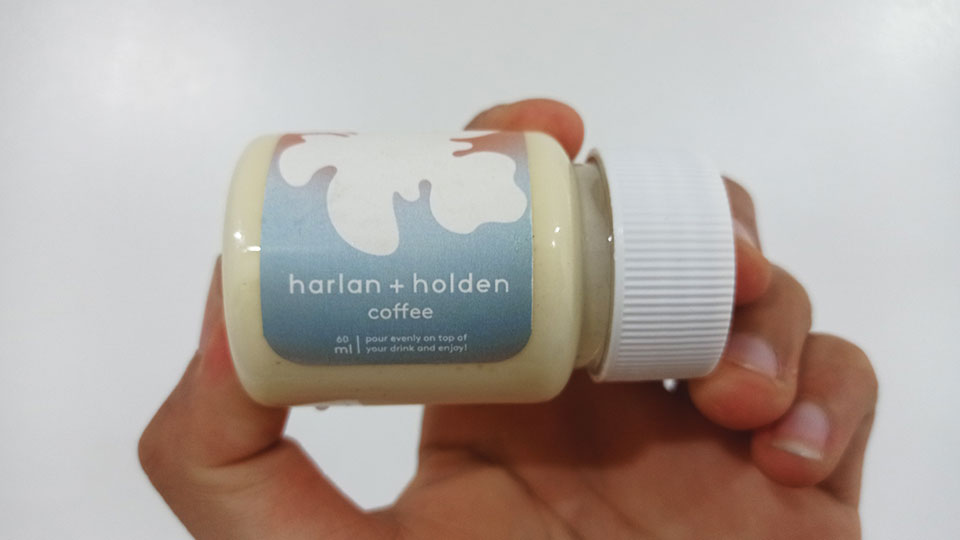 harlan + holden
coffee
60 ml
pour evenly on top of
your drink and enjoy!